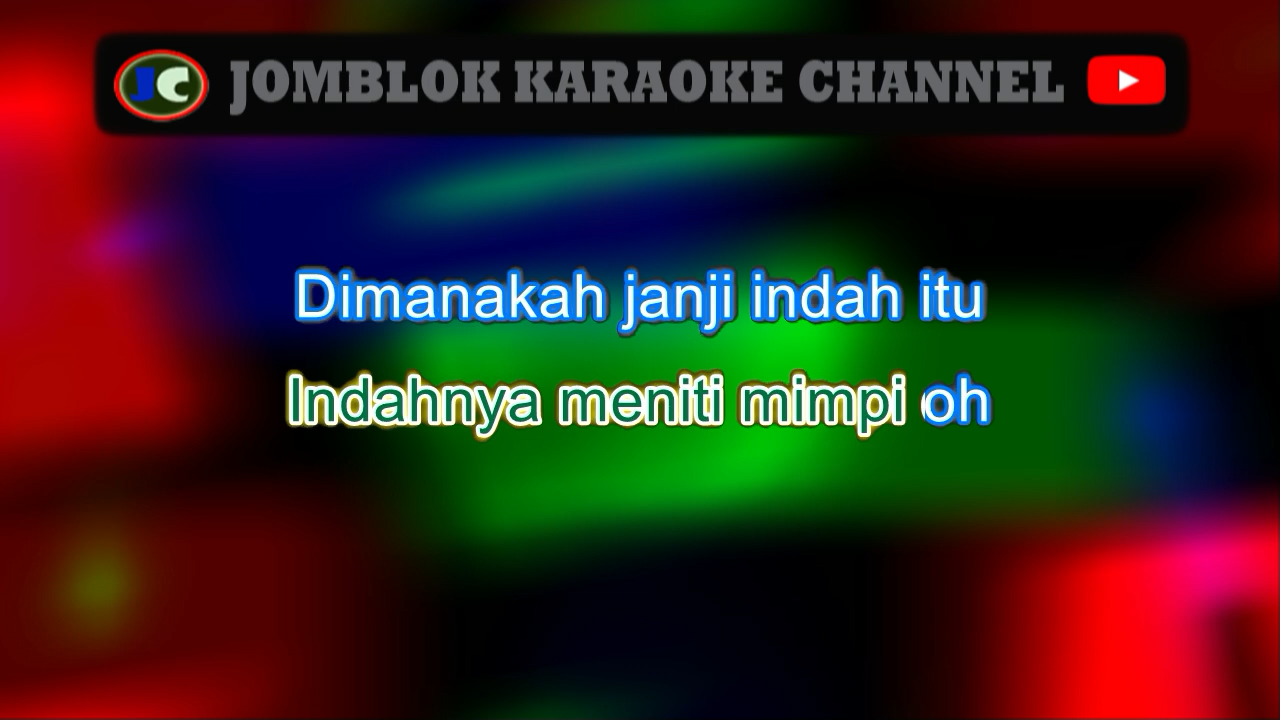 JC JOMBLOK KARAOKE CHANNEL
Dimanakah janji indah itu
Indahnya meniti mimpi oh